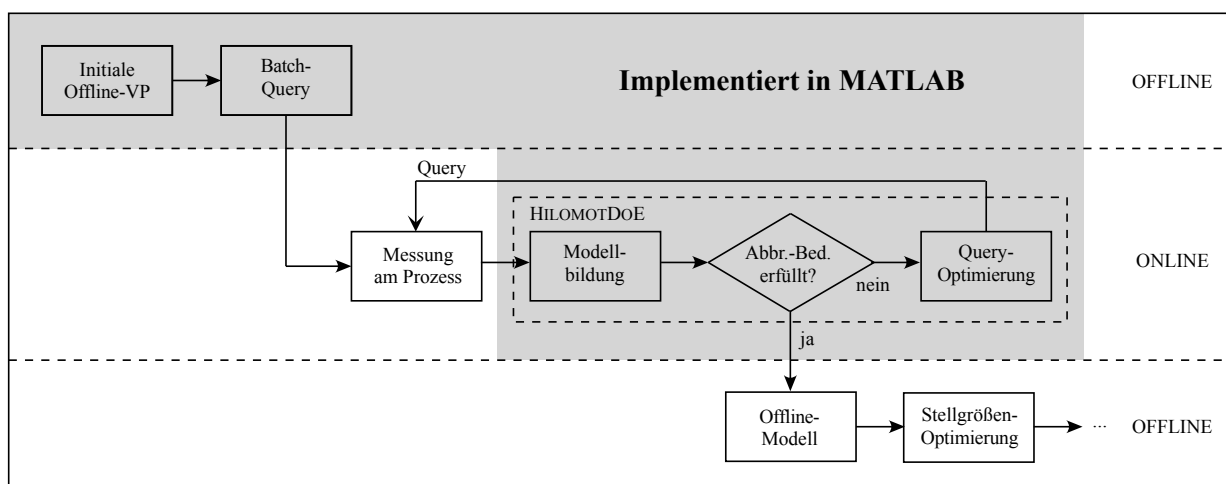 Initiale
Offline-VP
Batch-
Query
Implementiert in MATLAB
OFFLINE
Query
HILOMOTDOE
Messung
am Prozess
Modell-
bildung
Abbr.-Bed.
erfüllt?
nein
Query-
Optimierung
ONLINE
ja
Offline-
Modell
Stellgrößen-
Optimierung
...
OFFLINE